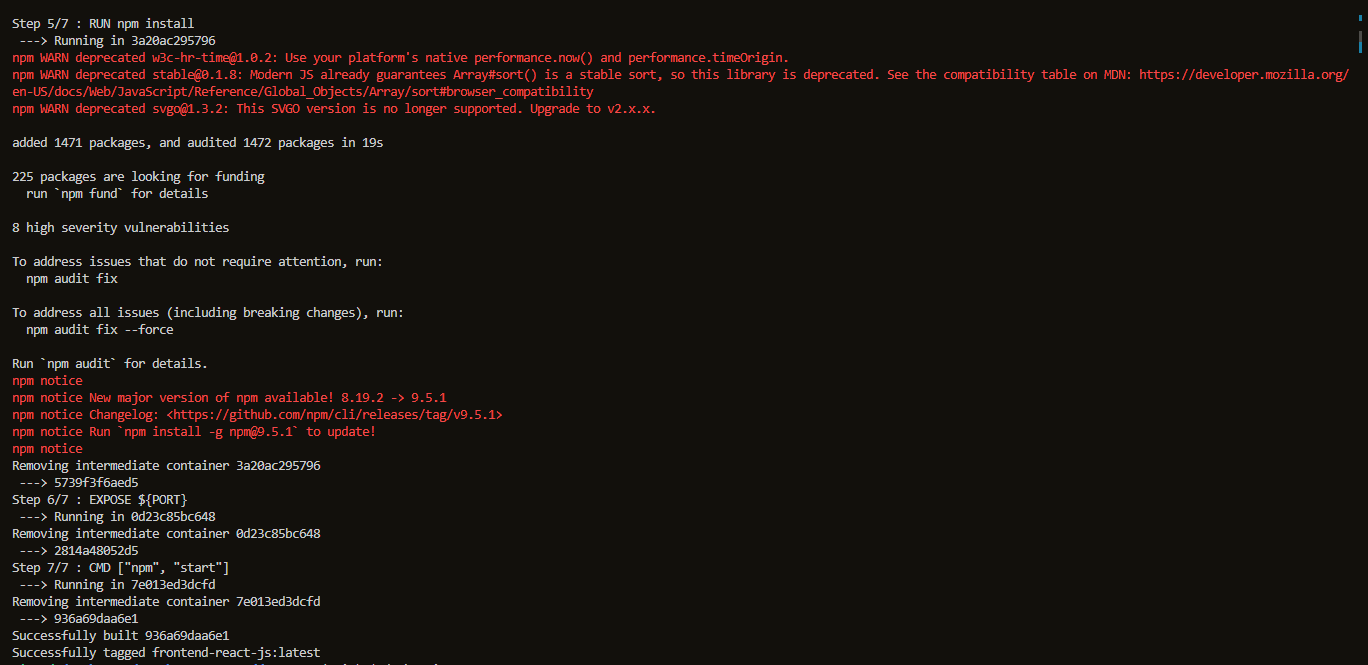 Step 5/7 : RUN npm install
 ---> Running in 3a20ac295796
npm WARN deprecated w3c-hr-time@1.0.2: Use your platform's native performance.now() and performance.timeOrigin.
npm WARN deprecated stable@0.1.8: Modern JS already guarantees Array#sort() is a stable sort, so this library is deprecated. See the compatibility table on MDN: https://developer.mozilla.org/
en-US/docs/Web/JavaScript/Reference/Global_Objects/Array/sort#browser_compatibility
npm WARN deprecated svgo@1.3.2: This SVGO version is no longer supported. Upgrade to v2.x.x.

added 1471 packages, and audited 1472 packages in 19s

225 packages are looking for funding
  run `npm fund` for details

8 high severity vulnerabilities

To address issues that do not require attention, run:
  npm audit fix

To address all issues (including breaking changes), run:
  npm audit fix --force

Run `npm audit` for details.
npm notice
npm notice New major version of npm available! 8.19.2 -> 9.5.1
npm notice Changelog: <https://github.com/npm/cli/releases/tag/v9.5.1>
npm notice Run `npm install -g npm@9.5.1` to update!
npm notice
Removing intermediate container 3a20ac295796
 ---> 5739f3f6aed5
Step 6/7 : EXPOSE ${PORT}
 ---> Running in 0d23c85bc648
Removing intermediate container 0d23c85bc648
 ---> 2814a48052d5
Step 7/7 : CMD ["npm", "start"]
 ---> Running in 7e013ed3dcfd
Removing intermediate container 7e013ed3dcfd
 ---> 936a69daa6e1
Successfully built 936a69daa6e1
Successfully tagged frontend-react-js:latest